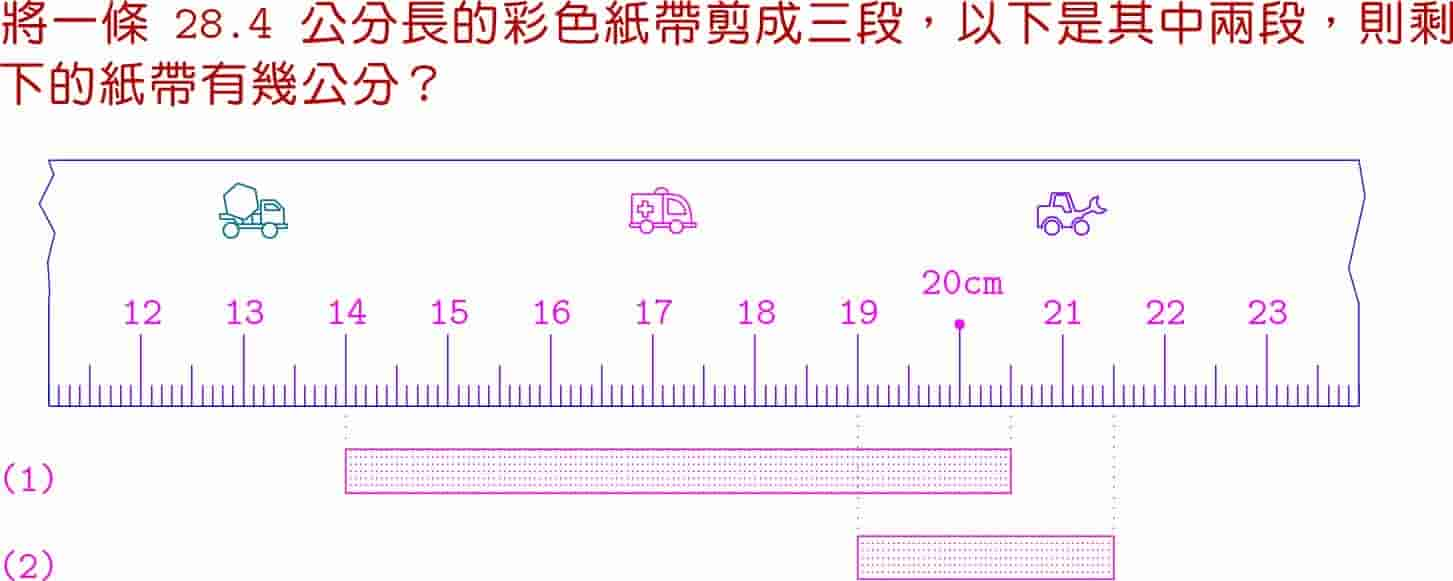 將一條 28.4 公分長的彩色紙帶剪成三段，以下是其中兩段，則剩
下的紙帶有幾公分？
20cm
12 13 14 15 16 17 18 19 21 22 23
(1)
(2)